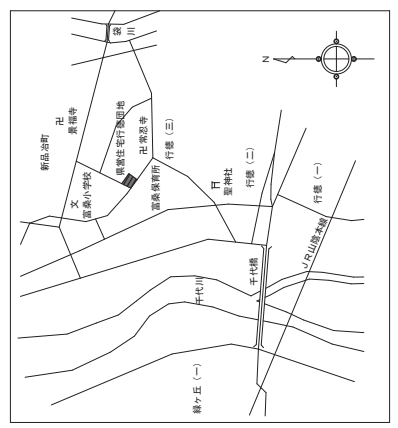 袋川
N
新品治町
卍
景福寺
県営住宅行徳団地
卍常忍寺
行徳（三）
文
富桑小学校
富桑保育所
聖神社
行徳（二）
行徳（一）
JR山陰本線
千代橋
千代川
緑ヶ丘（一）